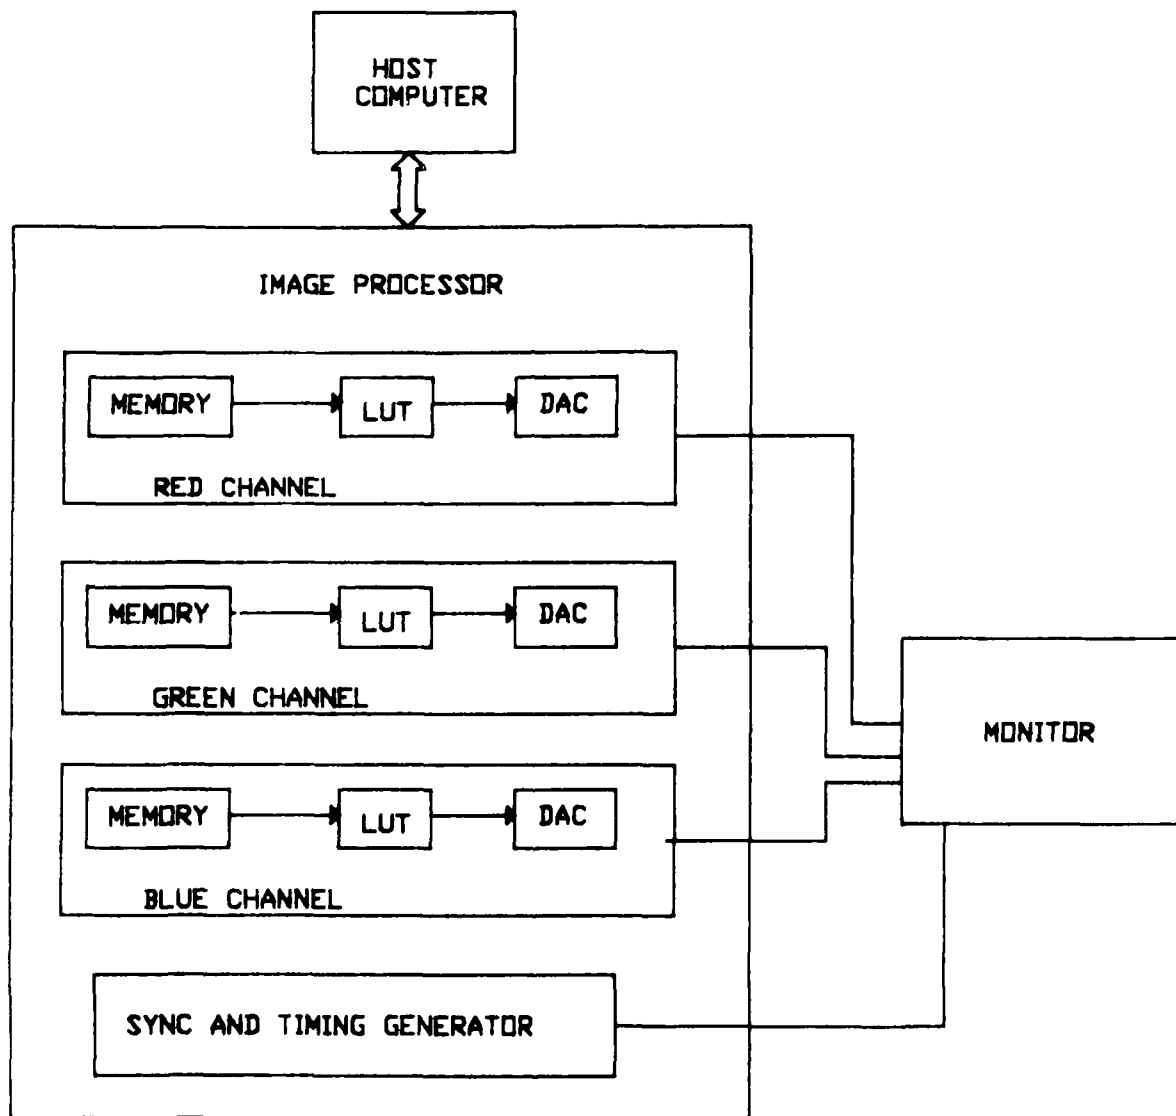 HOST
COMPUTER
IMAGE PROCESSOR
MEMORY
LUT
DAC
RED CHANNEL
MEMORY
LUT
DAC
GREEN CHANNEL
MONITOR
MEMORY
LUT
DAC
BLUE CHANNEL
SYNC AND TIMING GENERATOR